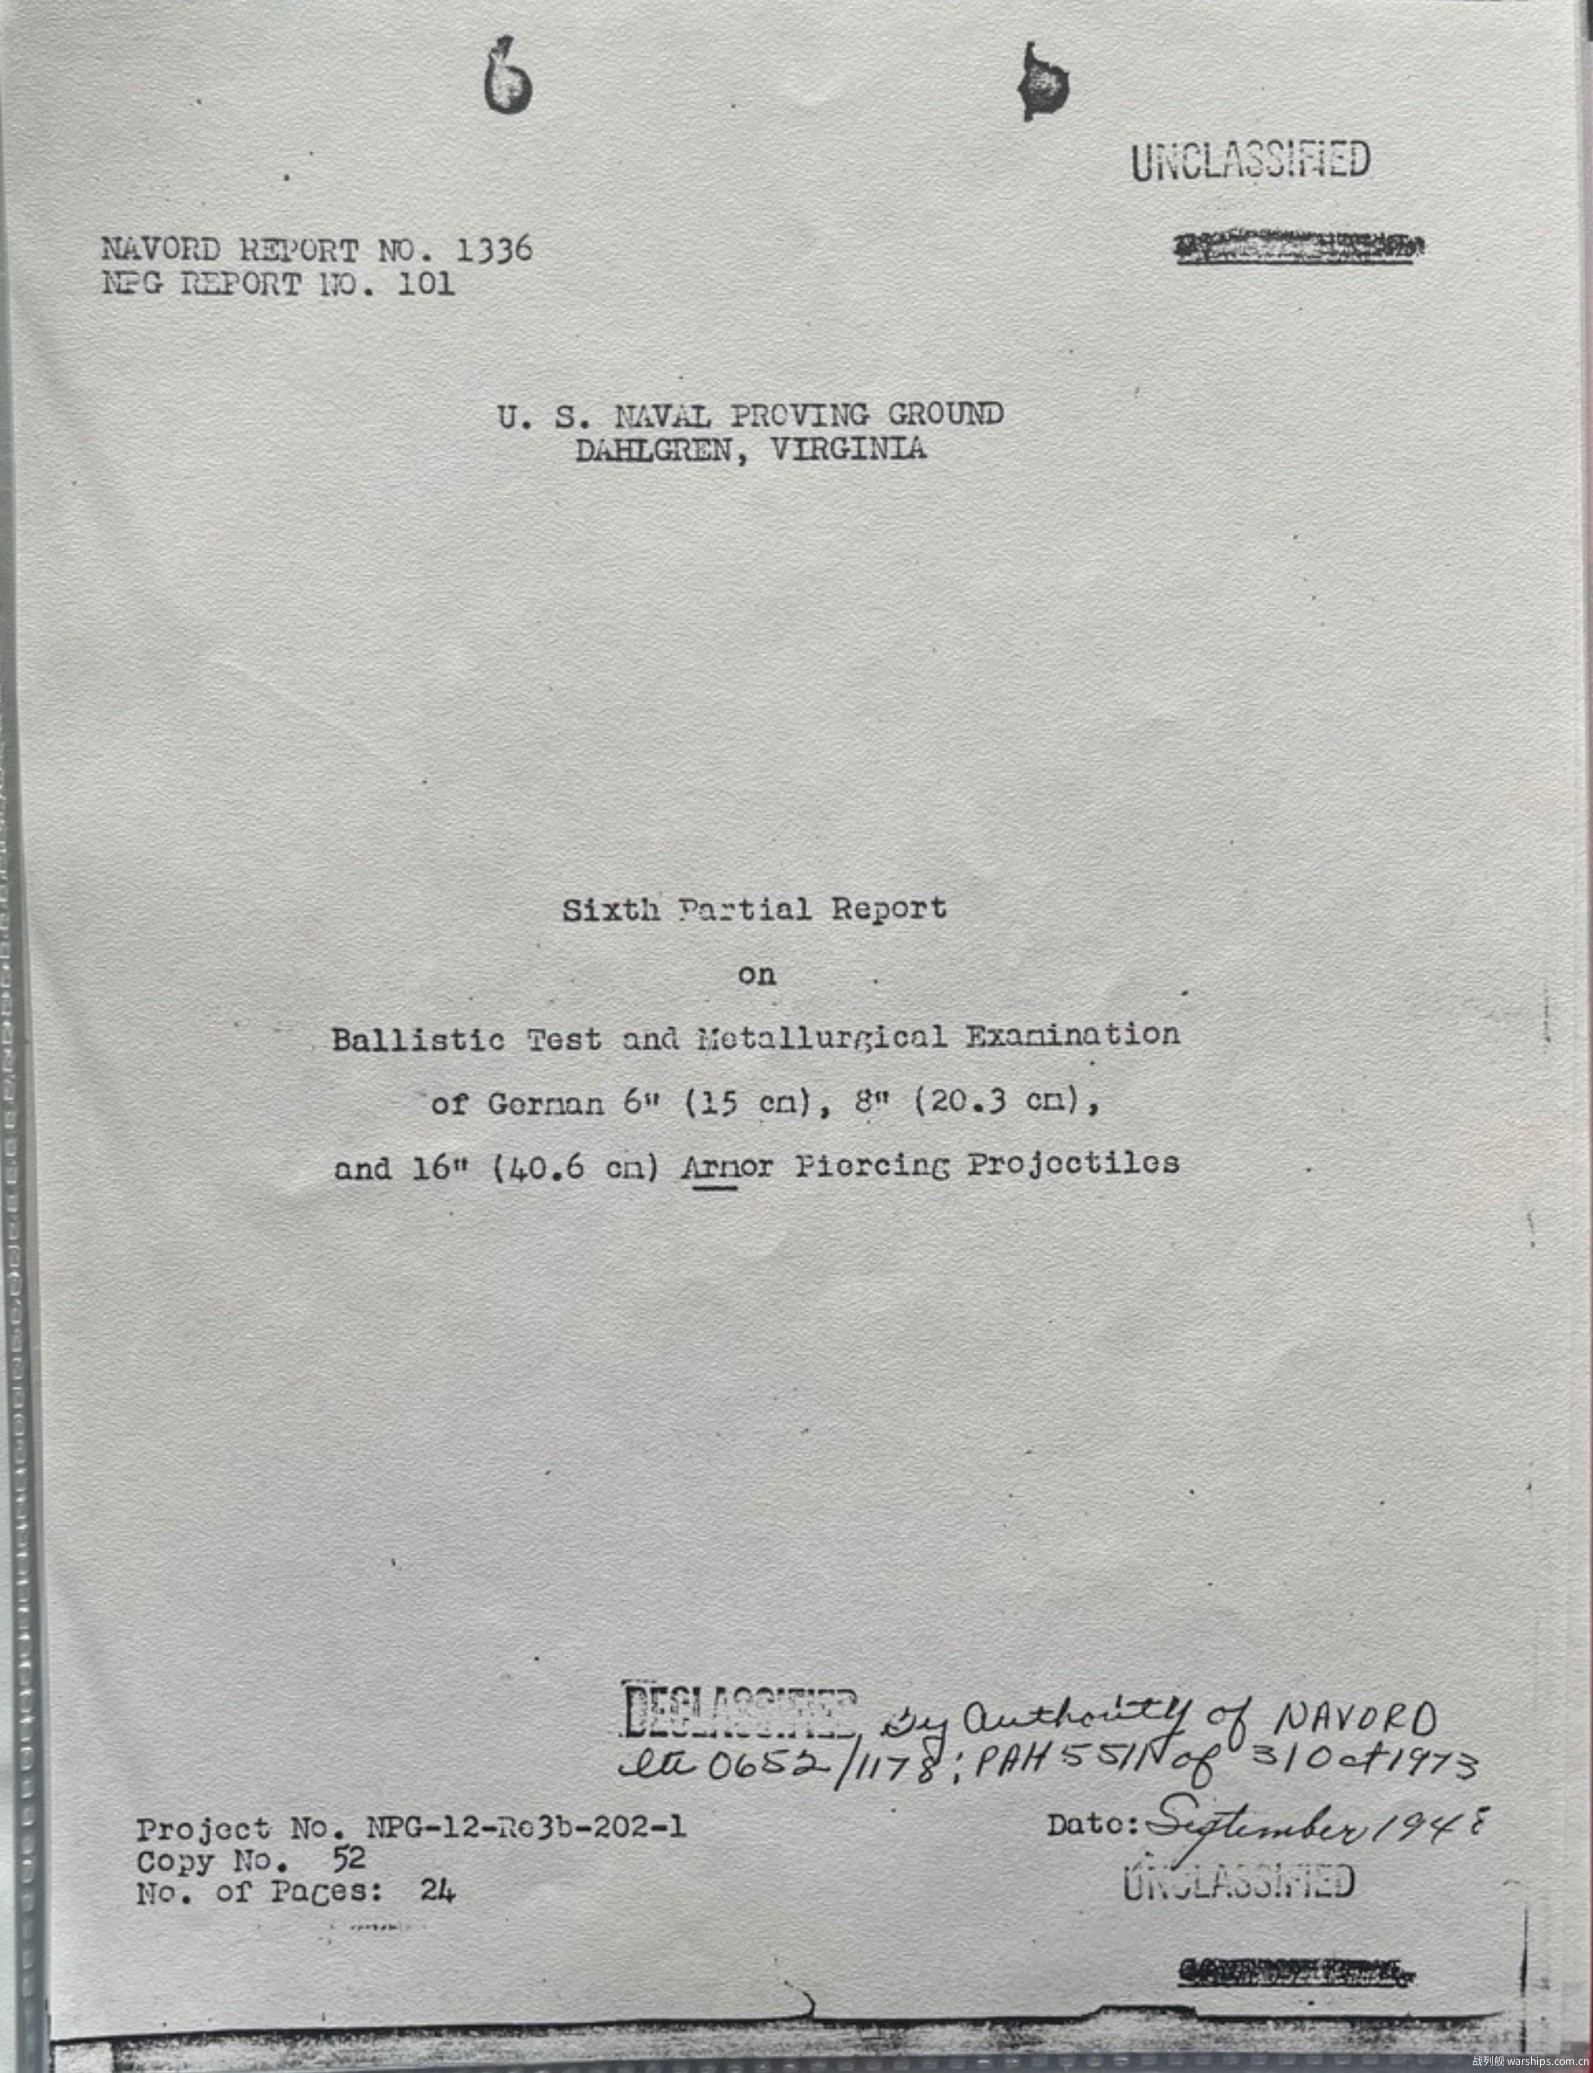 UNCLASSIFIED
NAVORD REPORT NO. 1336
NPG REPORT NO. 101
U. S. NAVAL PROVING GROUND
DAHLGREN, VIRGINIA
Sixth Partial Report
on
Ballistic Test and Metallurgical Examination
of German 6" (15 cm), 8" (20.3 cm),
and 16" (40.6 cm) Armor Piercing Projectiles
DECLASSIFIED By Authority of NAVORD
ltr 0652/1178; PAH 551 of 31 Oct 1973
Project No. NPG-12-Re3b-202-1
Date: September 1948
Copy No. 52
No. of Pages: 24
UNCLASSIFIED
战列舰 warships.com.cn